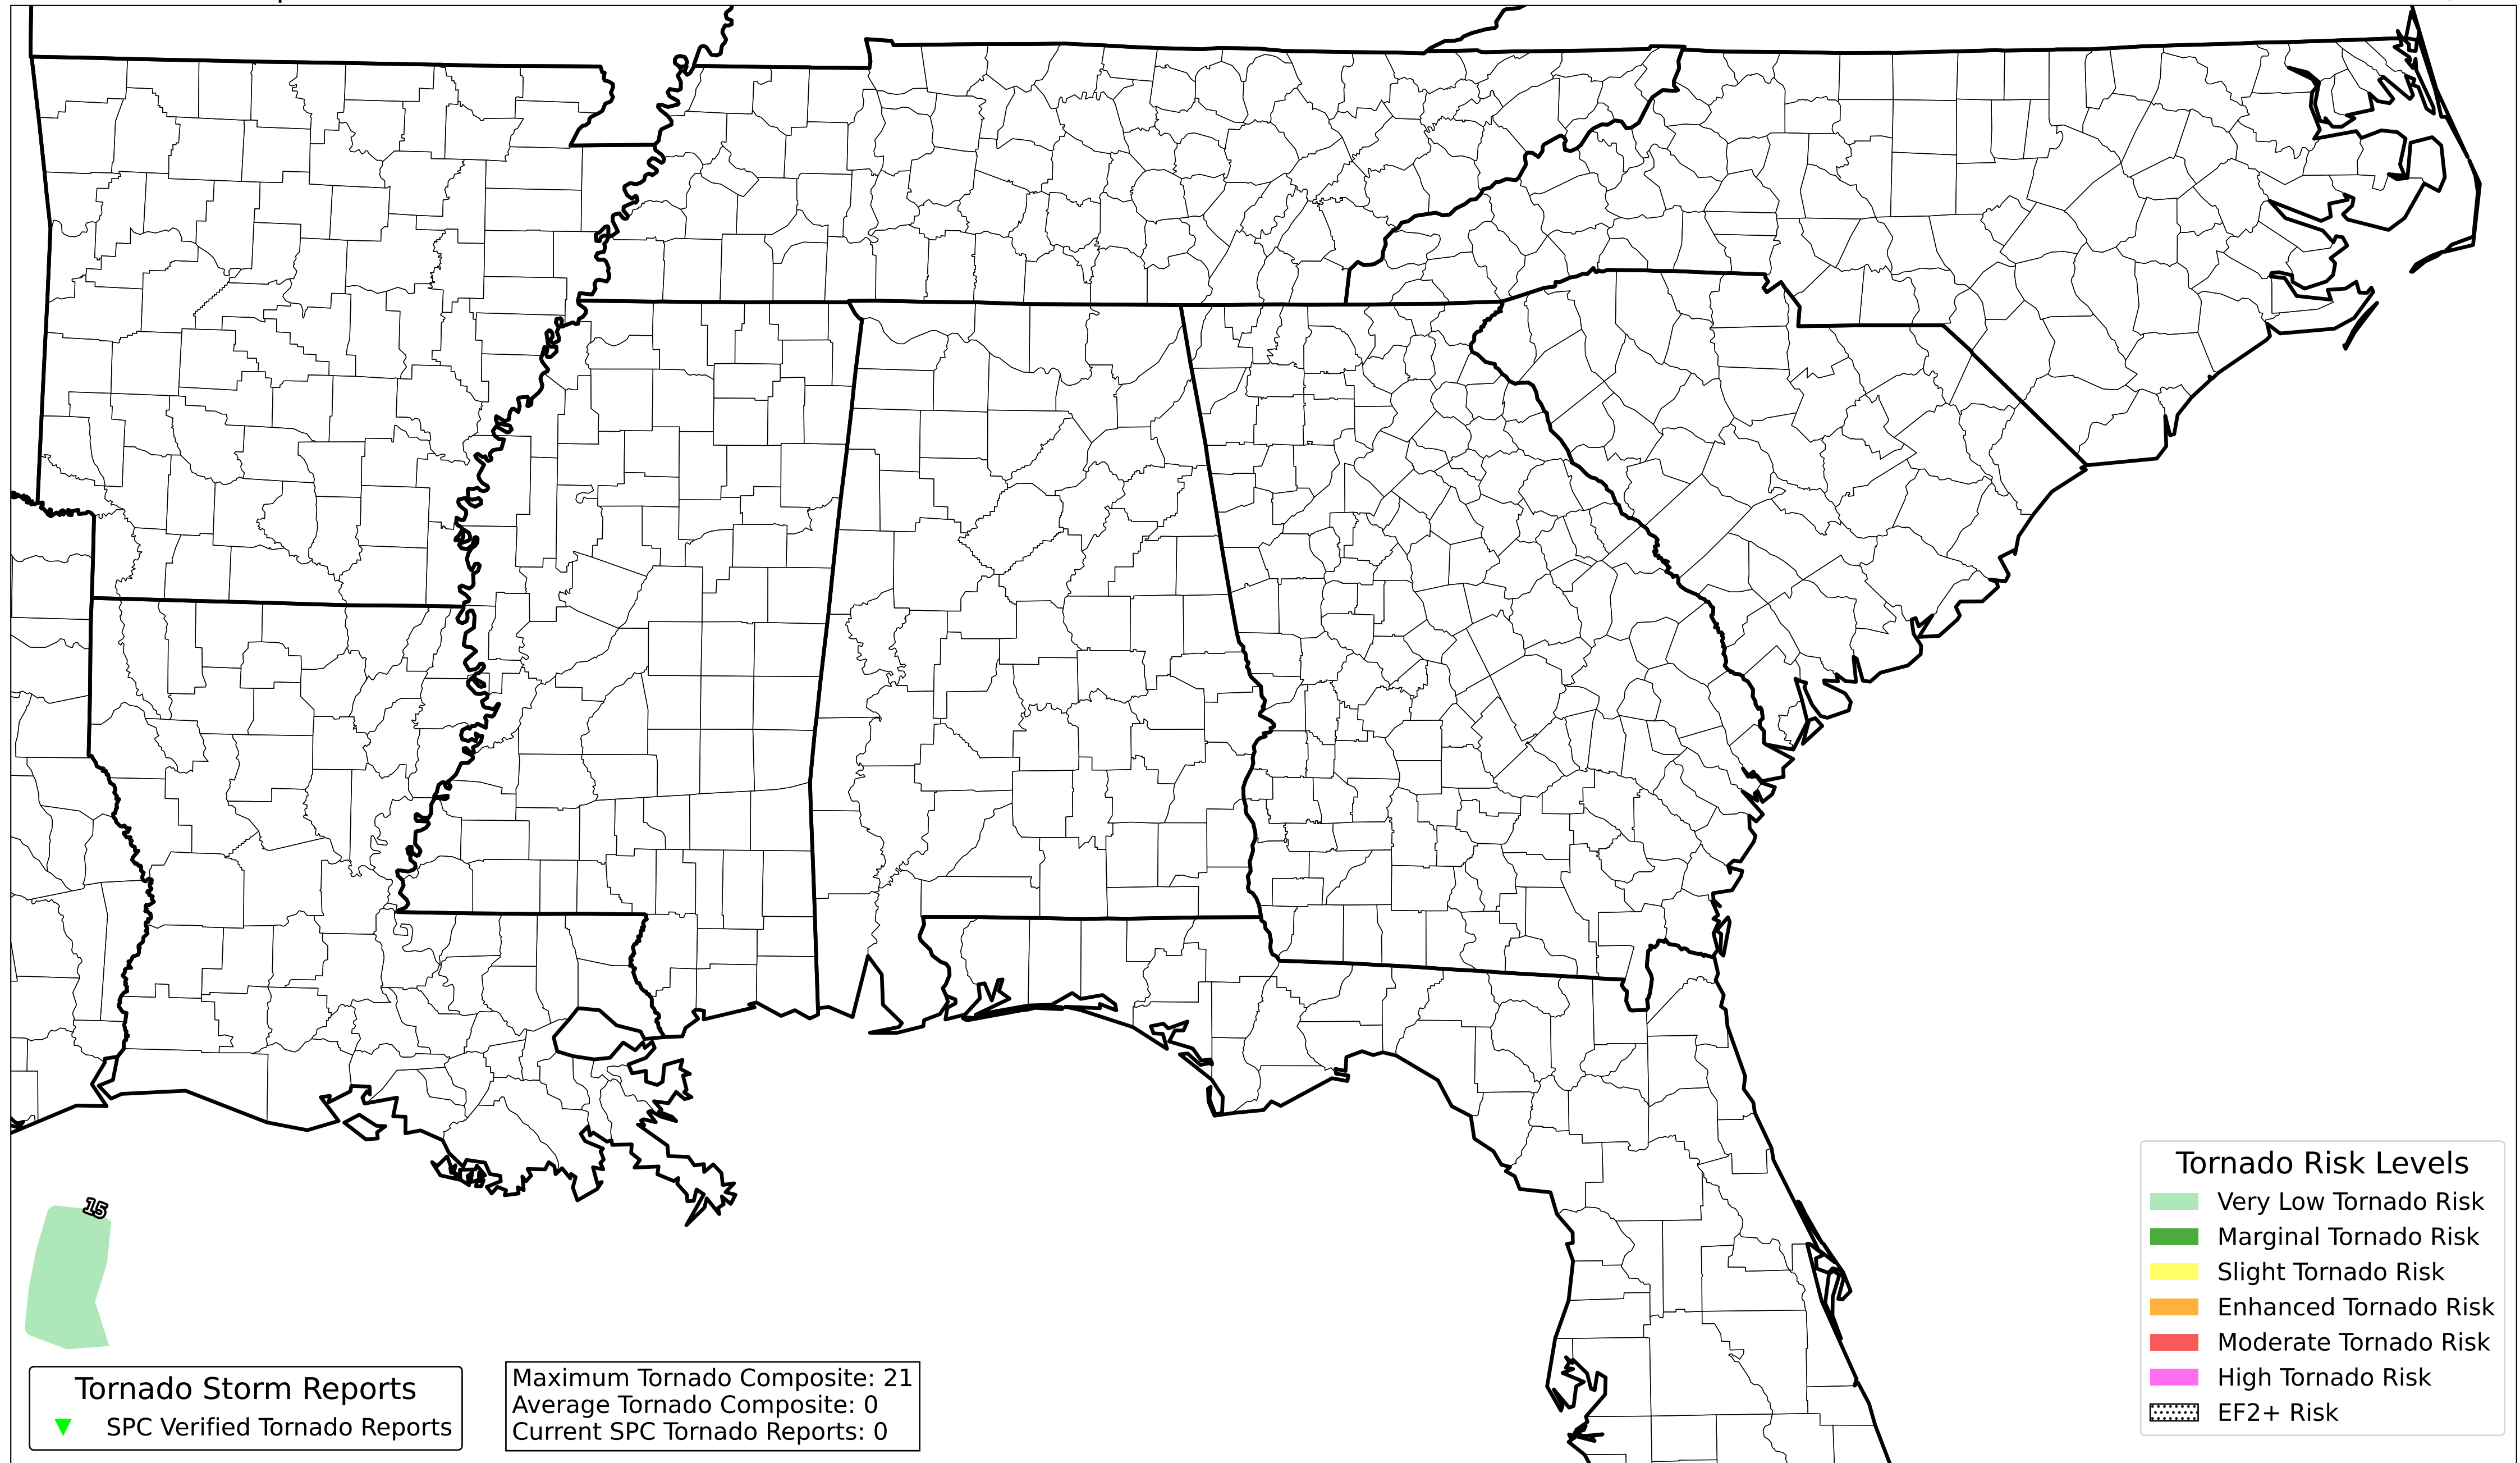 15
Tornado Storm Reports
SPC Verified Tornado Reports
Maximum Tornado Composite: 21
Average Tornado Composite: 0
Current SPC Tornado Reports: 0
Tornado Risk Levels
Very Low Tornado Risk
Marginal Tornado Risk
Slight Tornado Risk
Enhanced Tornado Risk
Moderate Tornado Risk
High Tornado Risk
EF2+ Risk